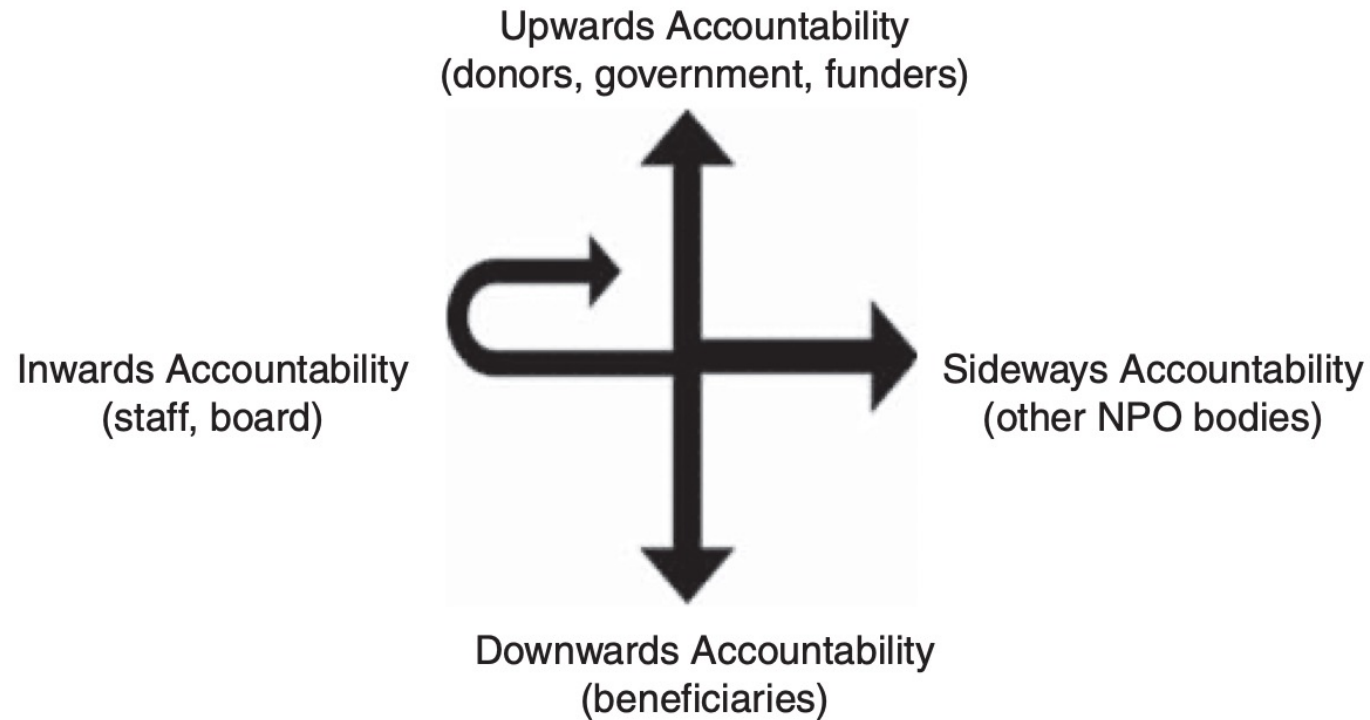 Upwards Accountability
(donors, government, funders)
Inwards Accountability
(staff, board)
Sideways Accountability
(other NPO bodies)
Downwards Accountability
(beneficiaries)